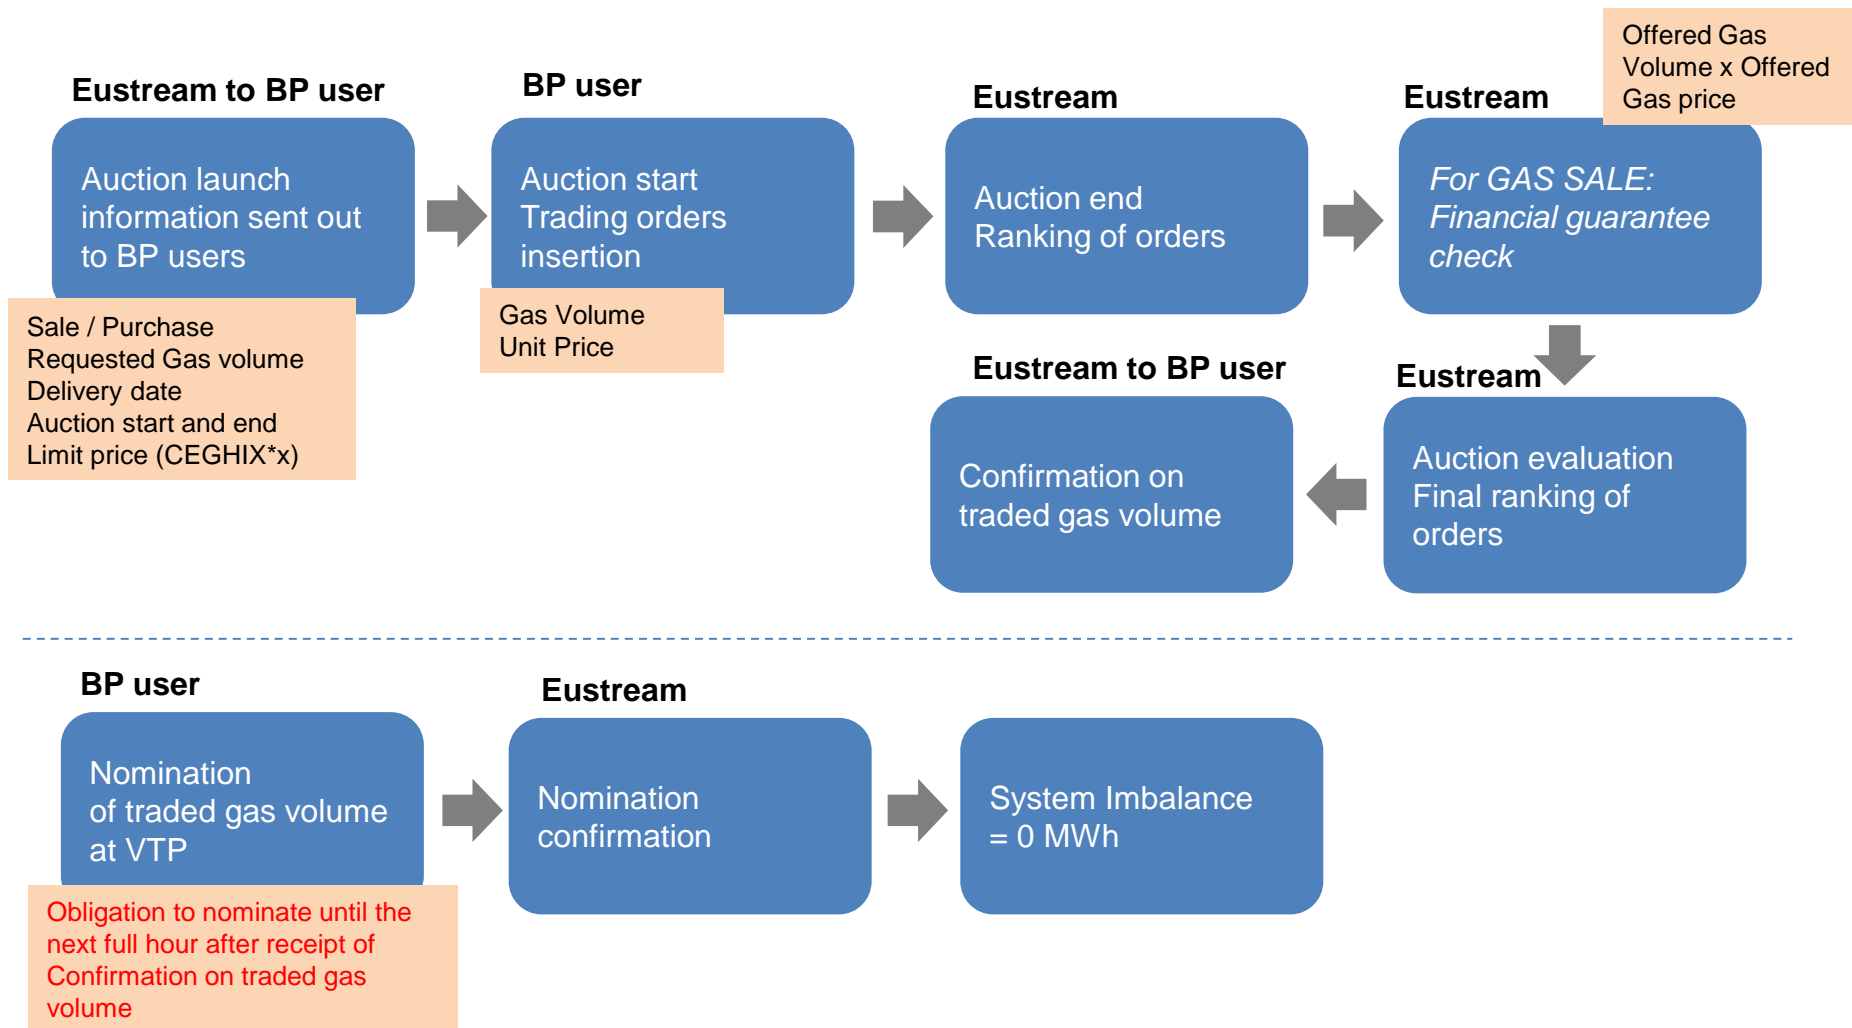 Eustream to BP user
Auction launch
information sent out
to BP users
Sale / Purchase
Requested Gas volume
Delivery date
Auction start and end
Limit price (CEGHIX*x)
BP user
Auction start
Trading orders
insertion
Gas Volume
Unit Price
Eustream
Auction end
Ranking of orders
Eustream
Offered Gas
Volume x Offered
Gas price
For GAS SALE:
Financial guarantee
check
Eustream
Auction evaluation
Final ranking of
orders
Eustream to BP user
Confirmation on
traded gas volume
BP user
Nomination
of traded gas volume
at VTP
Obligation to nominate until the
next full hour after receipt of
Confirmation on traded gas
volume
Eustream
Nomination
confirmation
System Imbalance
= 0 MWh